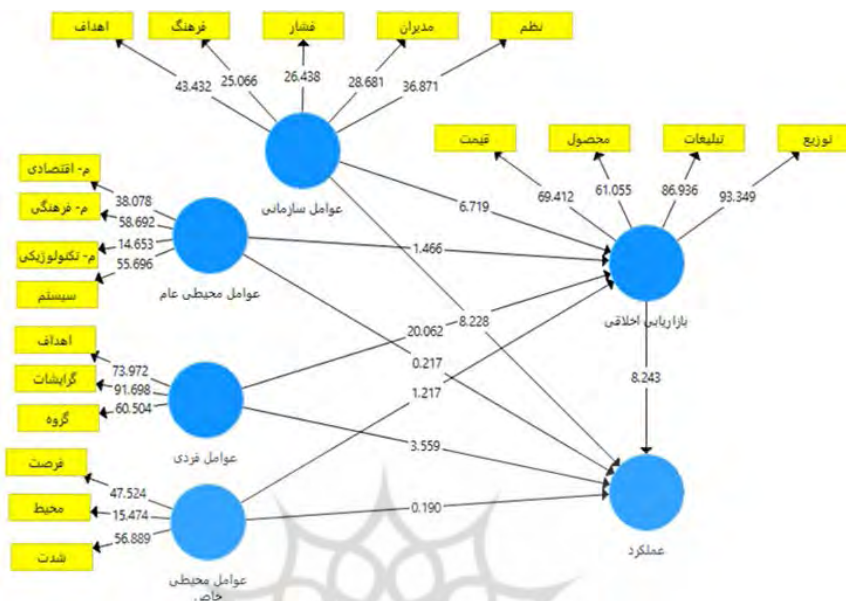 اهداف
فرهنگ
فشار
مدیران
نظم
43.432
25.066
26.438
28.681
36.871
عوامل سازمانی
قیمت
محصول
تبلیغات
توزیع
69.412
61.055
86.936
93.349
بازاریابی اخلاقی
م- اقتصادی
م- فرهنگی
م- تکنولوژیکی
سیستم
38.078
58.692
14.653
55.696
عوامل محیطی عام
6.719
1.466
20.062
8.228
0.217
1.217
8.243
3.559
0.190
اهداف
گرایشات
گروه
73.972
91.698
60.504
عوامل فردی
فرصت
محیط
شدت
47.524
15.474
56.889
عوامل محیطی
خاص
عملکرد